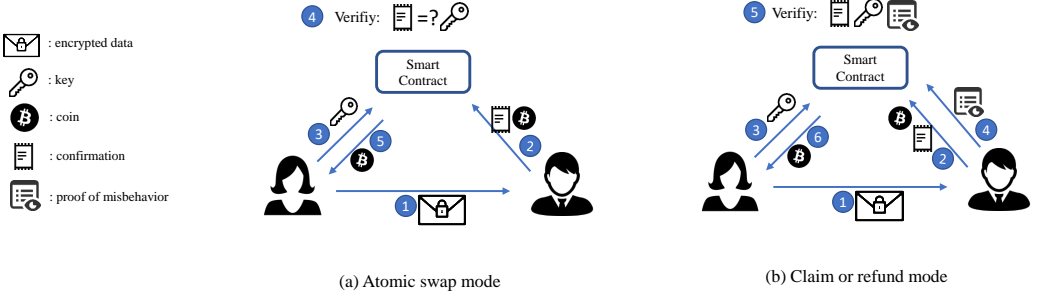 : encrypted data
: key
: coin
: confirmation
: proof of misbehavior
4 Verifiy: =?
Smart
Contract
3
5
2
1
(a) Atomic swap mode
5 Verifiy:
Smart
Contract
3
6
4
2
1
(b) Claim or refund mode